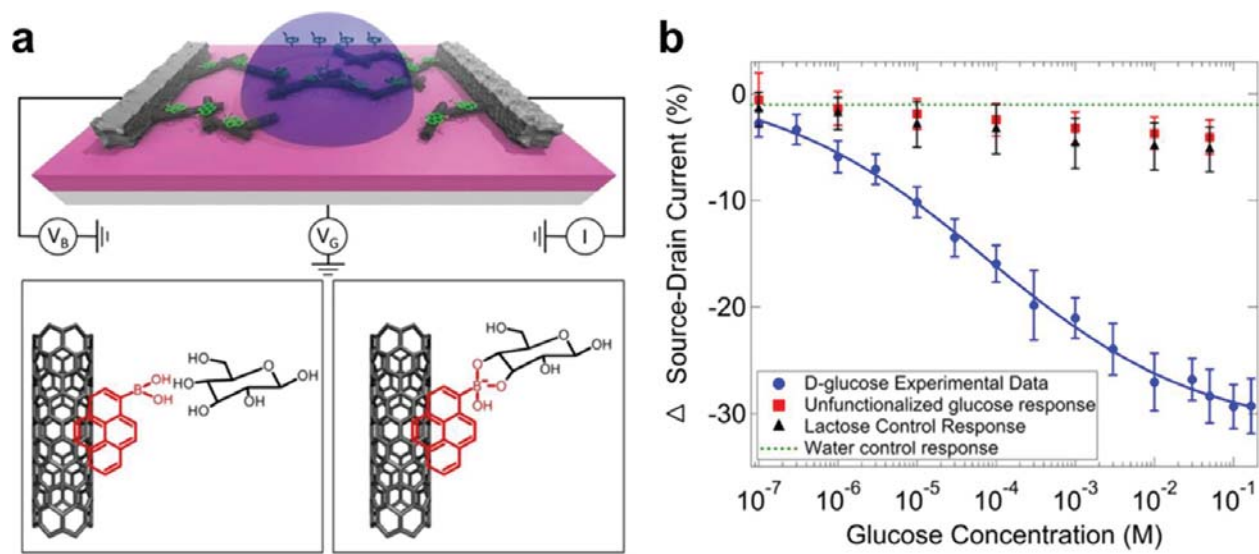 a
V_B
V_G
I
HO
HO
HO
OH
O
OH
B
OH
OH
HO
O
OH
O
OH
O
B⁻
OH
b
Δ Source-Drain Current (%)
0
-10
-20
-30
D-glucose Experimental Data
Unfunctionalized glucose response
Lactose Control Response
Water control response
10⁻⁷ 10⁻⁶ 10⁻⁵ 10⁻⁴ 10⁻³ 10⁻² 10⁻¹
Glucose Concentration (M)